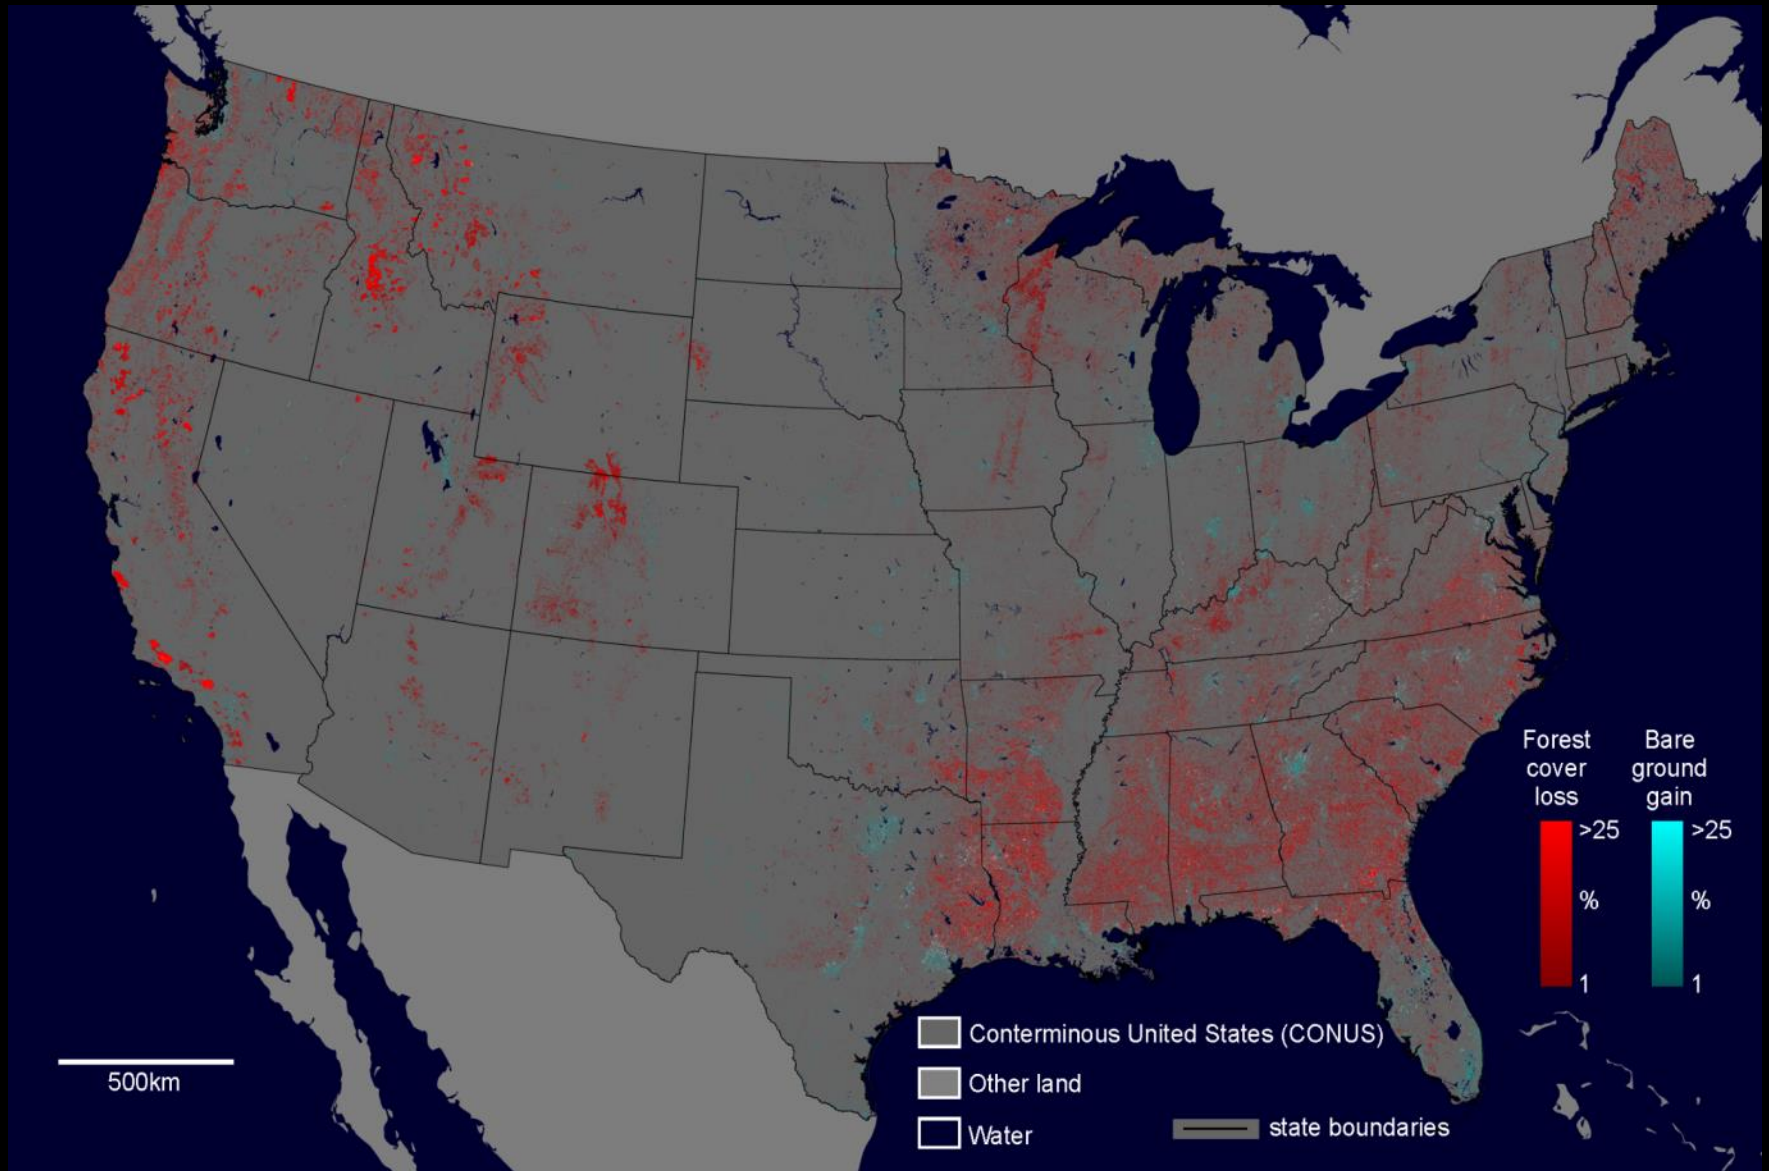 Forest
cover
loss
Bare
ground
gain
>25
%
1
>25
%
1
Conterminous United States (CONUS)
Other land
Water
state boundaries
500km